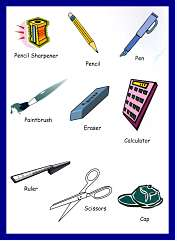 Pencil Sharpener
Pencil
Pen
Paintbrush
Eraser
Calculator
Ruler
Scissors
Cap